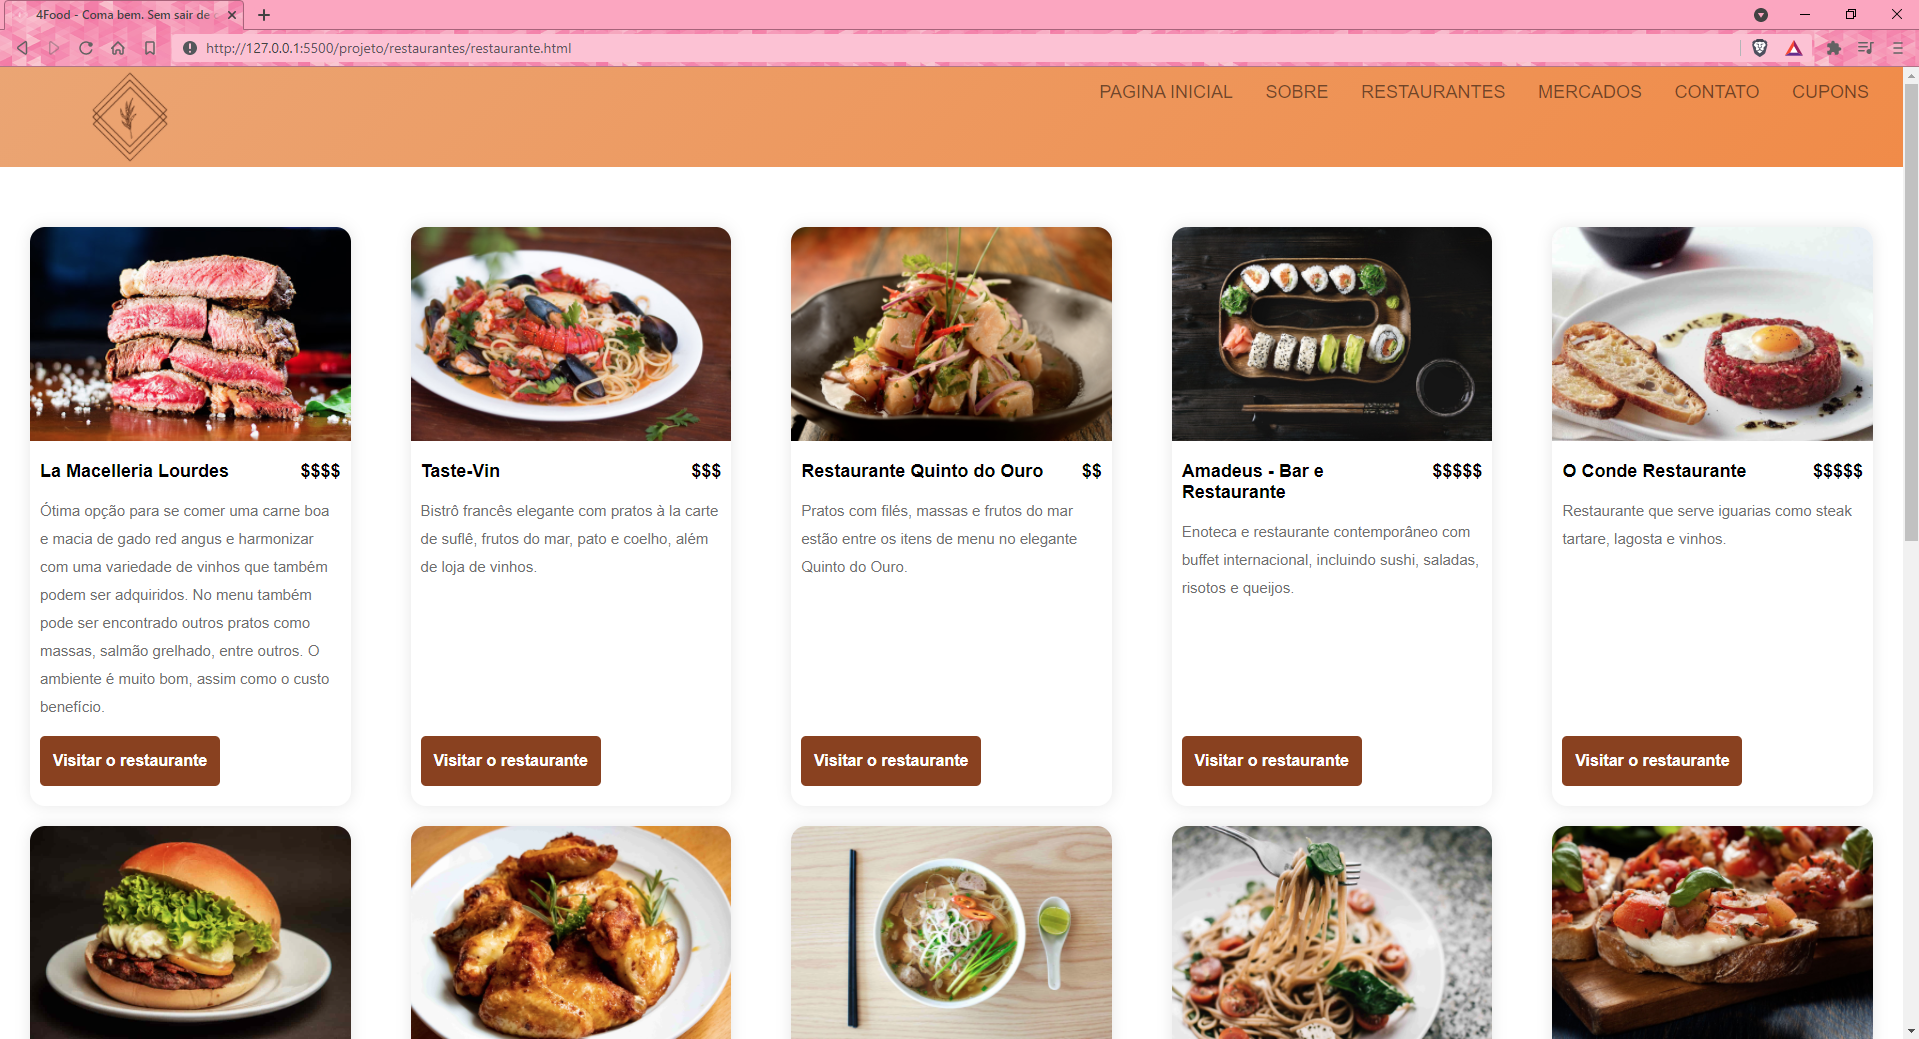 4Food - Coma bem. Sem sair de
http://127.0.0.1:5500/projeto/restaurantes/restaurante.html
PAGINA INICIAL SOBRE RESTAURANTES MERCADOS CONTATO CUPONS
La Macelleria Lourdes $$$$
Ótima opção para se comer uma carne boa
e macia de gado red angus e harmonizar
com uma variedade de vinhos que também
podem ser adquiridos. No menu também
pode ser encontrado outros pratos como
massas, salmão grelhado, entre outros. O
ambiente é muito bom, assim como o custo
benefício.
Visitar o restaurante
Taste-Vin $$$
Bistrô francês elegante com pratos à la carte
de suflê, frutos do mar, pato e coelho, além
de loja de vinhos.
Visitar o restaurante
Restaurante Quinto do Ouro $$
Pratos com filés, massas e frutos do mar
estão entre os itens de menu no elegante
Quinto do Ouro.
Visitar o restaurante
Amadeus - Bar e $$$$$
Restaurante
Enoteca e restaurante contemporâneo com
buffet internacional, incluindo sushi, saladas,
risotos e queijos.
Visitar o restaurante
O Conde Restaurante $$$$$
Restaurante que serve iguarias como steak
tartare, lagosta e vinhos.
Visitar o restaurante